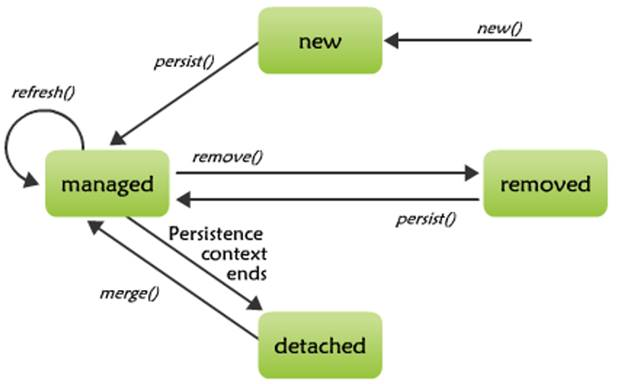 new
new()
persist()
refresh()
managed
remove()
removed
persist()
Persistence
context
ends
merge()
detached